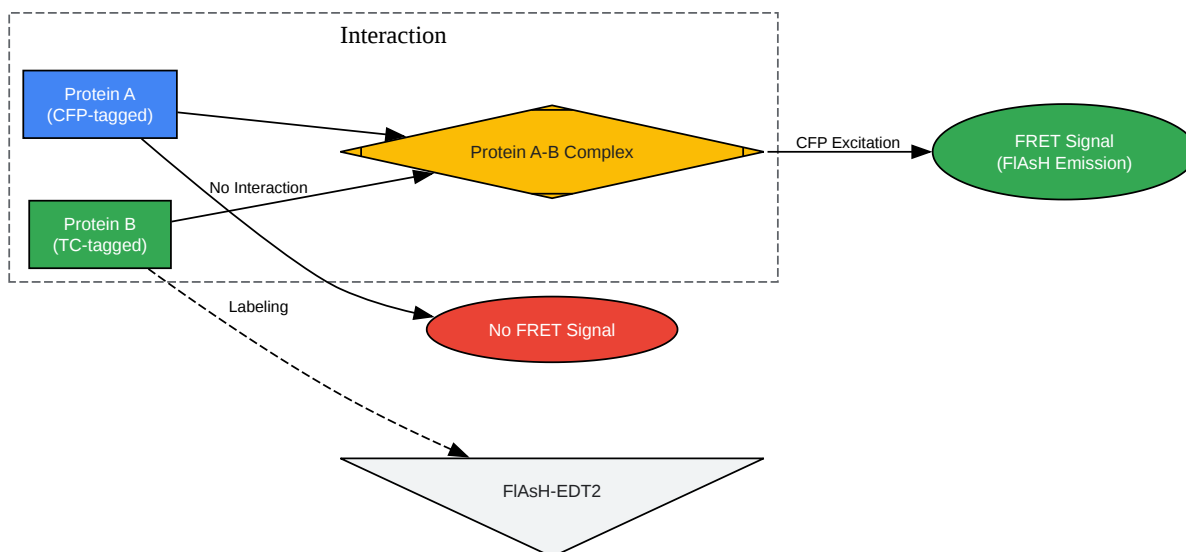 Interaction
Protein A
(CFP-tagged)
Protein A-B Complex
CFP Excitation
FRET Signal
(FlAsH Emission)
No Interaction
Protein B
(TC-tagged)
Labeling
No FRET Signal
FlAsH-EDT2